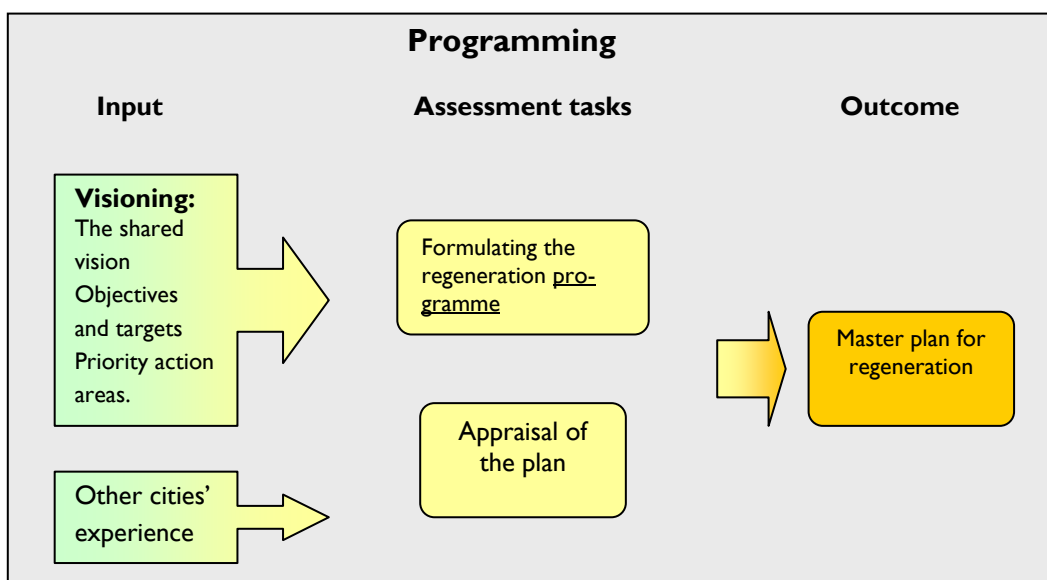 Programming
Input
Assessment tasks
Outcome
Visioning:
The shared
vision
Objectives
and targets
Priority action
areas.
Other cities’
experience
Formulating the
regeneration pro-
gramme
Appraisal of
the plan
Master plan for
regeneration